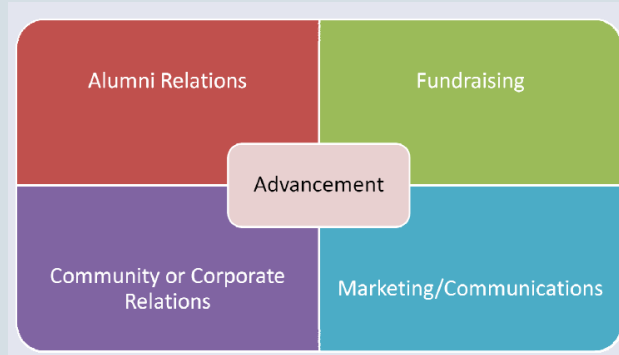 Alumni Relations
Fundraising
Advancement
Community or Corporate
Relations
Marketing/Communications